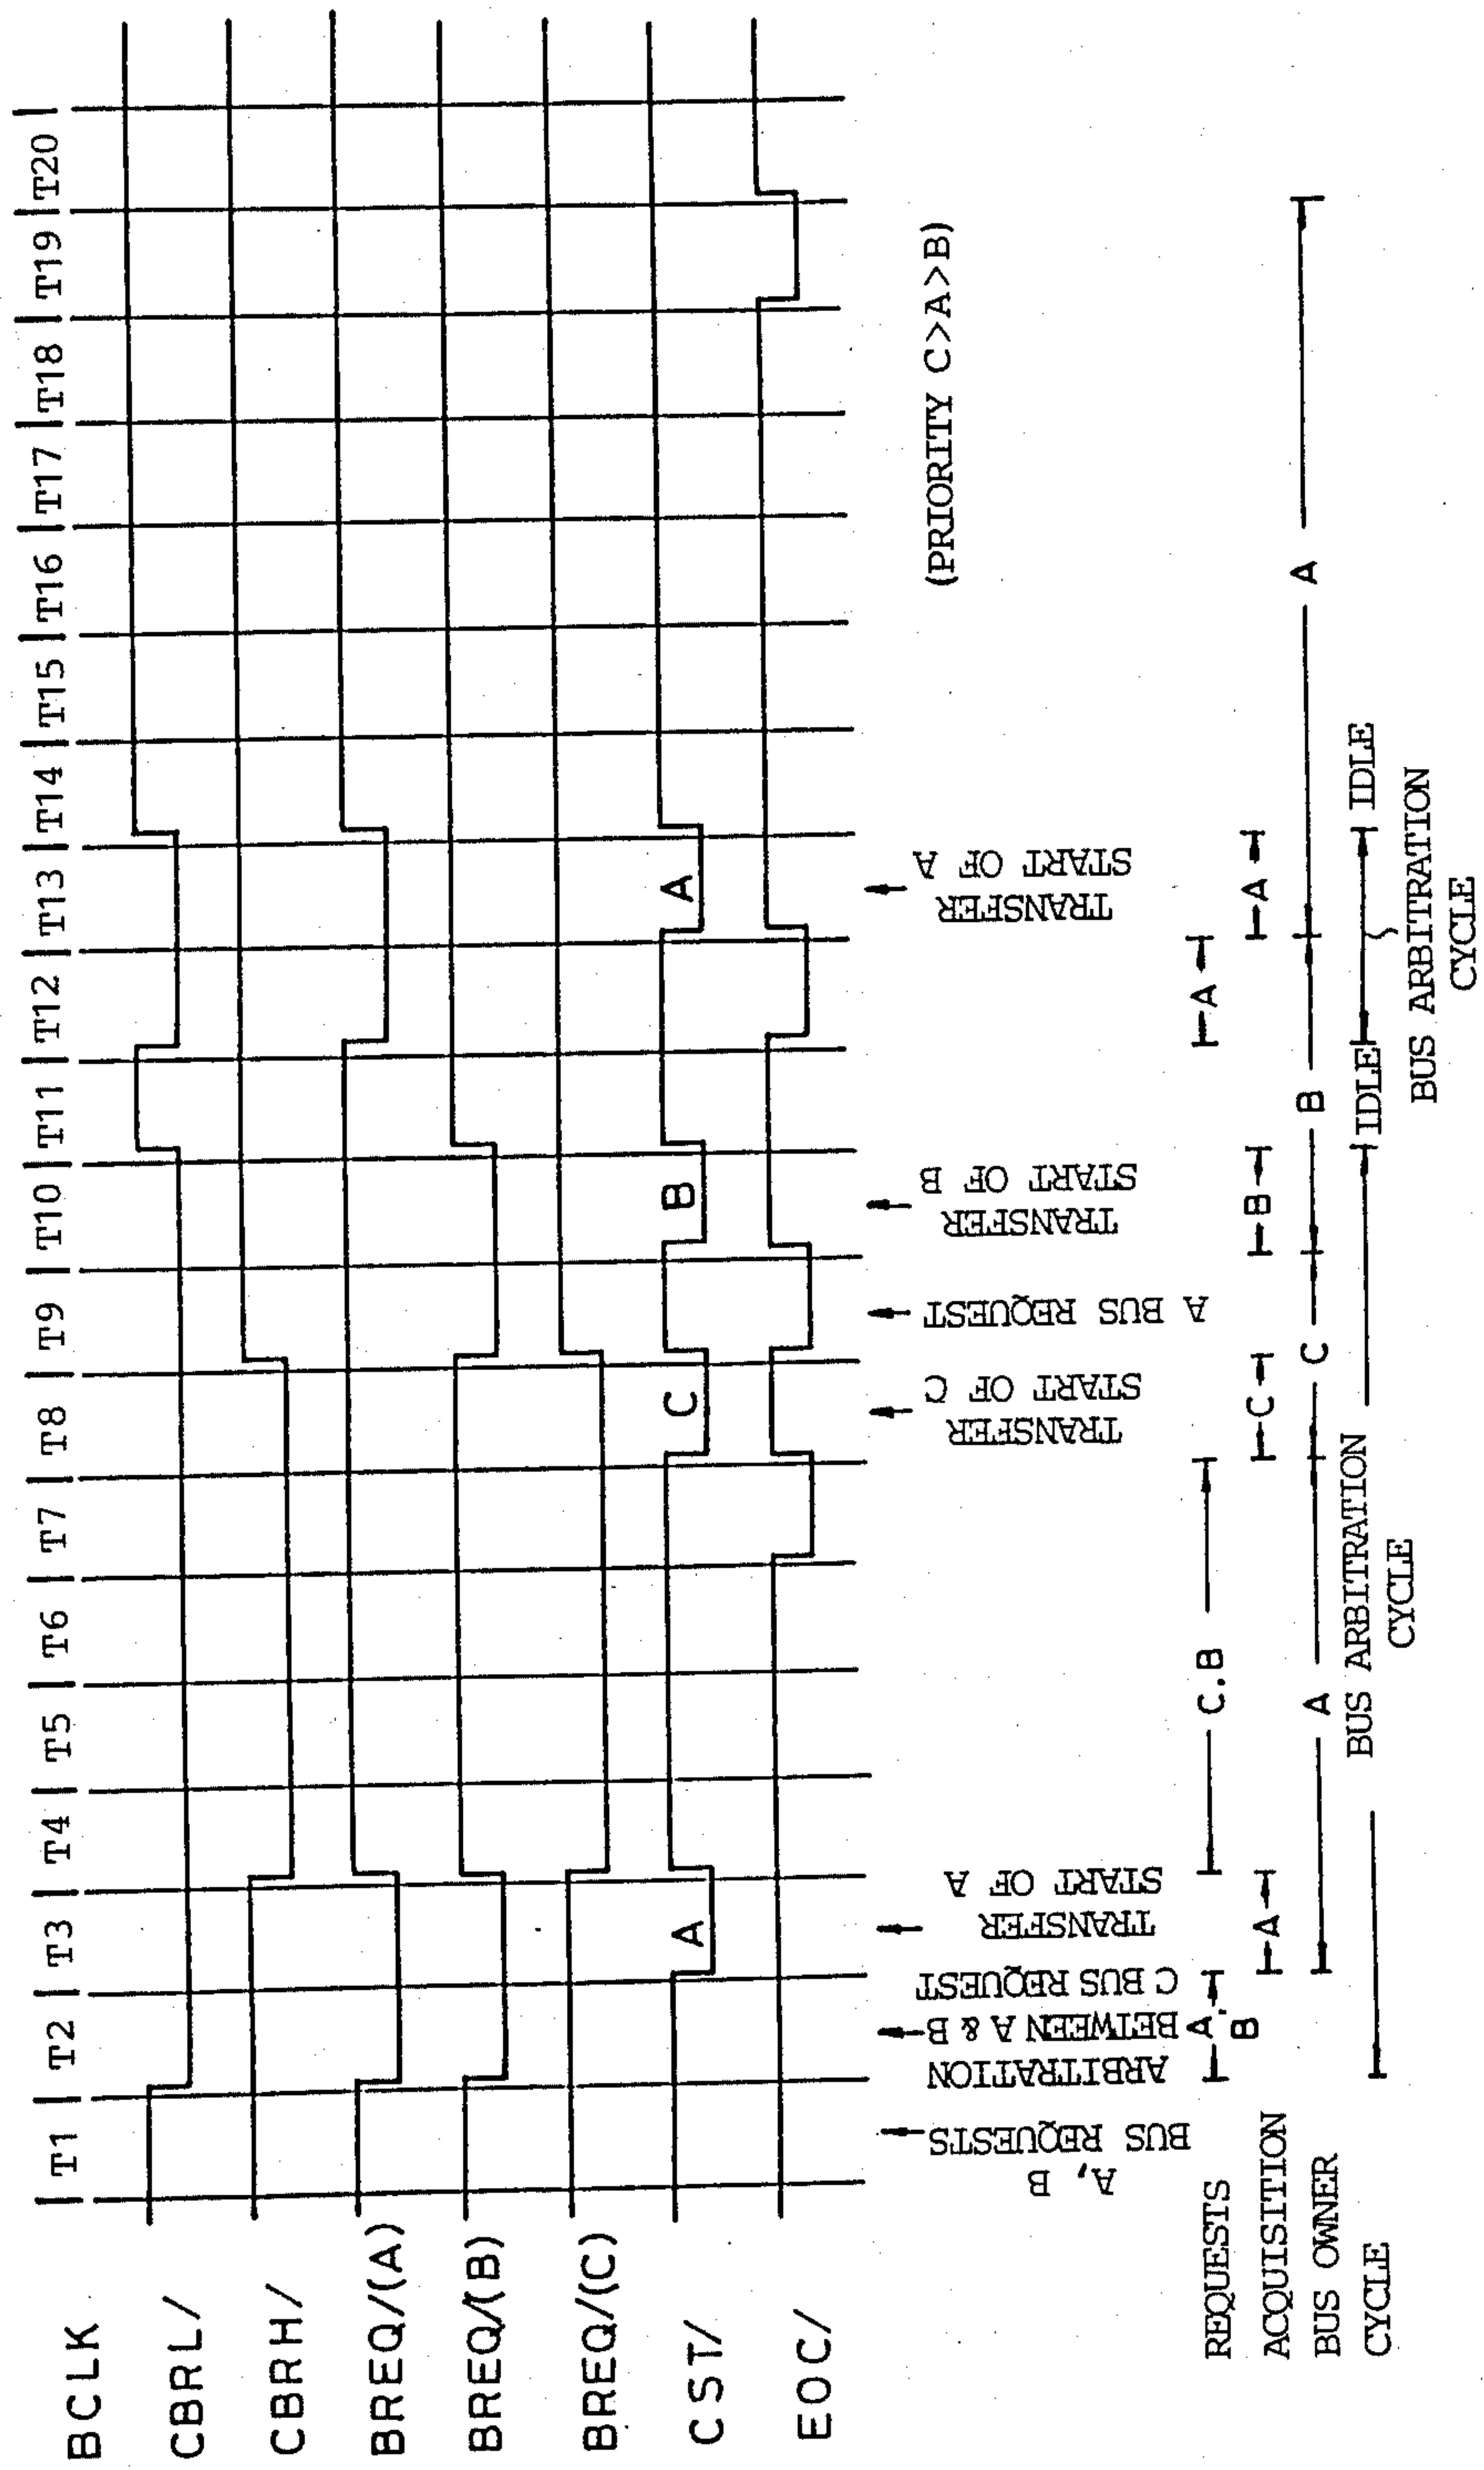 BCLK |T1|T2|T3|T4|T5|T6|T7|T8|T9|T10|T11|T12|T13|T14|T15|T16|T17|T18|T19|T20|
CBRL/
CBRH/
BREQ/(A)
BREQ/(B)
BREQ/(C)
CST/ A C B A
EOC/
A, B
BUS REQUESTS
ARBITRATION
BETWEEN A & B
C BUS REQUEST
TRANSFER
START OF A
TRANSFER
START OF C
A BUS REQUEST
TRANSFER
START OF B
TRANSFER
START OF A
(PRIORITY C>A>B)
REQUESTS A. B C.B A
ACQUISITION A C B A
BUS OWNER A C B A
CYCLE BUS ARBITRATION CYCLE IDLE IDLE
BUS ARBITRATION
CYCLE